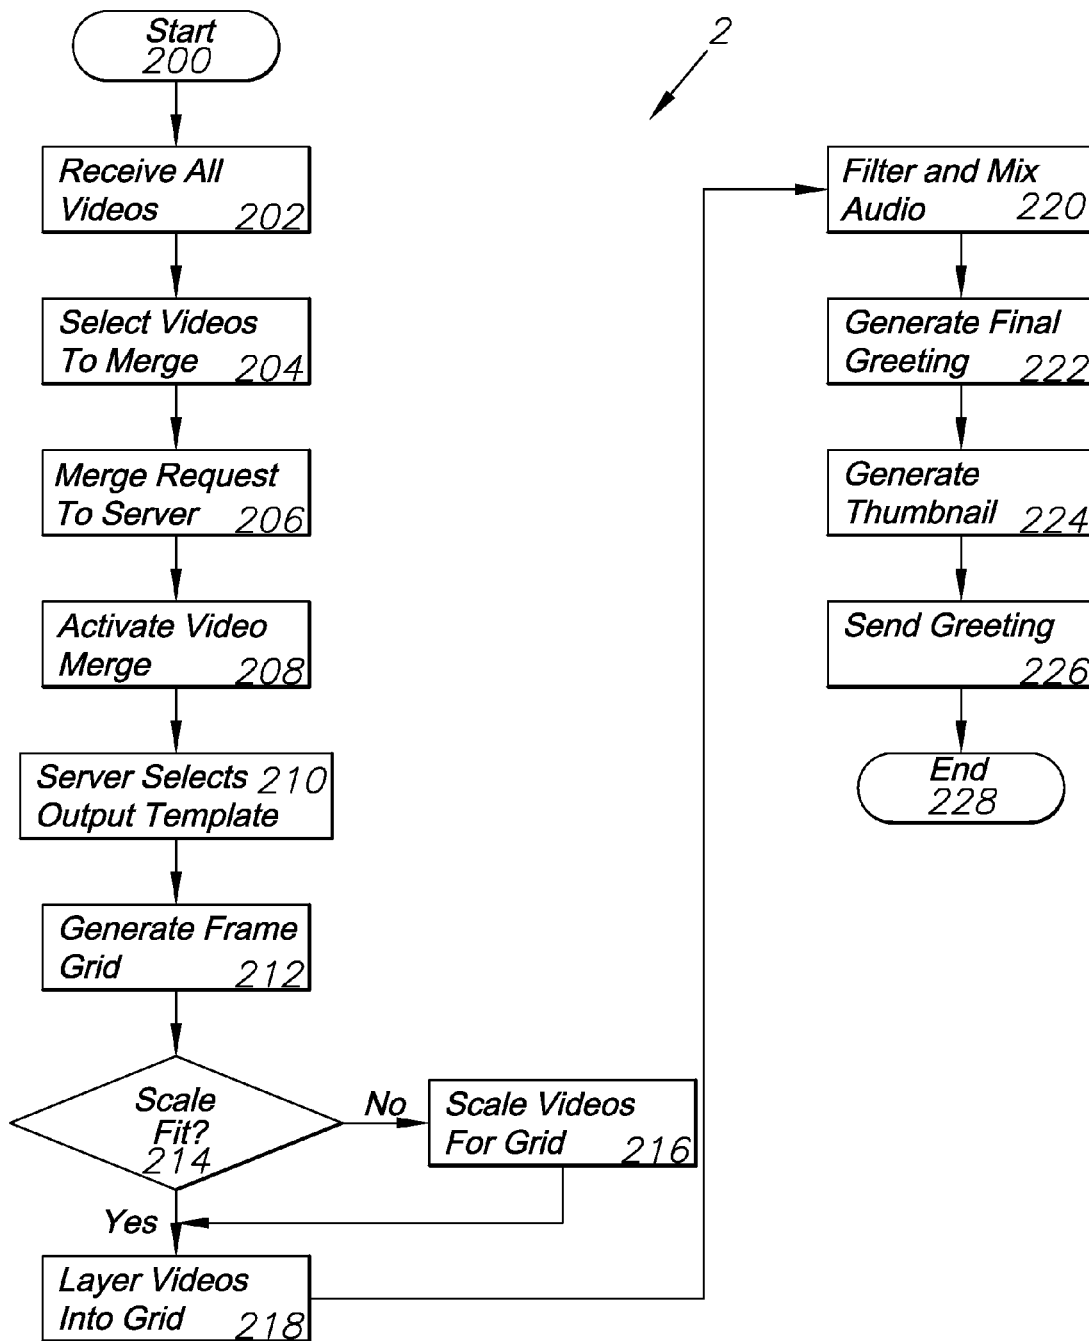 Start
200
2
Receive All
Videos 202
Select Videos
To Merge 204
Merge Request
To Server 206
Activate Video
Merge 208
Server Selects 210
Output Template
Generate Frame
Grid 212
Scale
Fit?
214
No
Scale Videos
For Grid 216
Yes
Layer Videos
Into Grid 218
Filter and Mix
Audio 220
Generate Final
Greeting 222
Generate
Thumbnail 224
Send Greeting
226
End
228